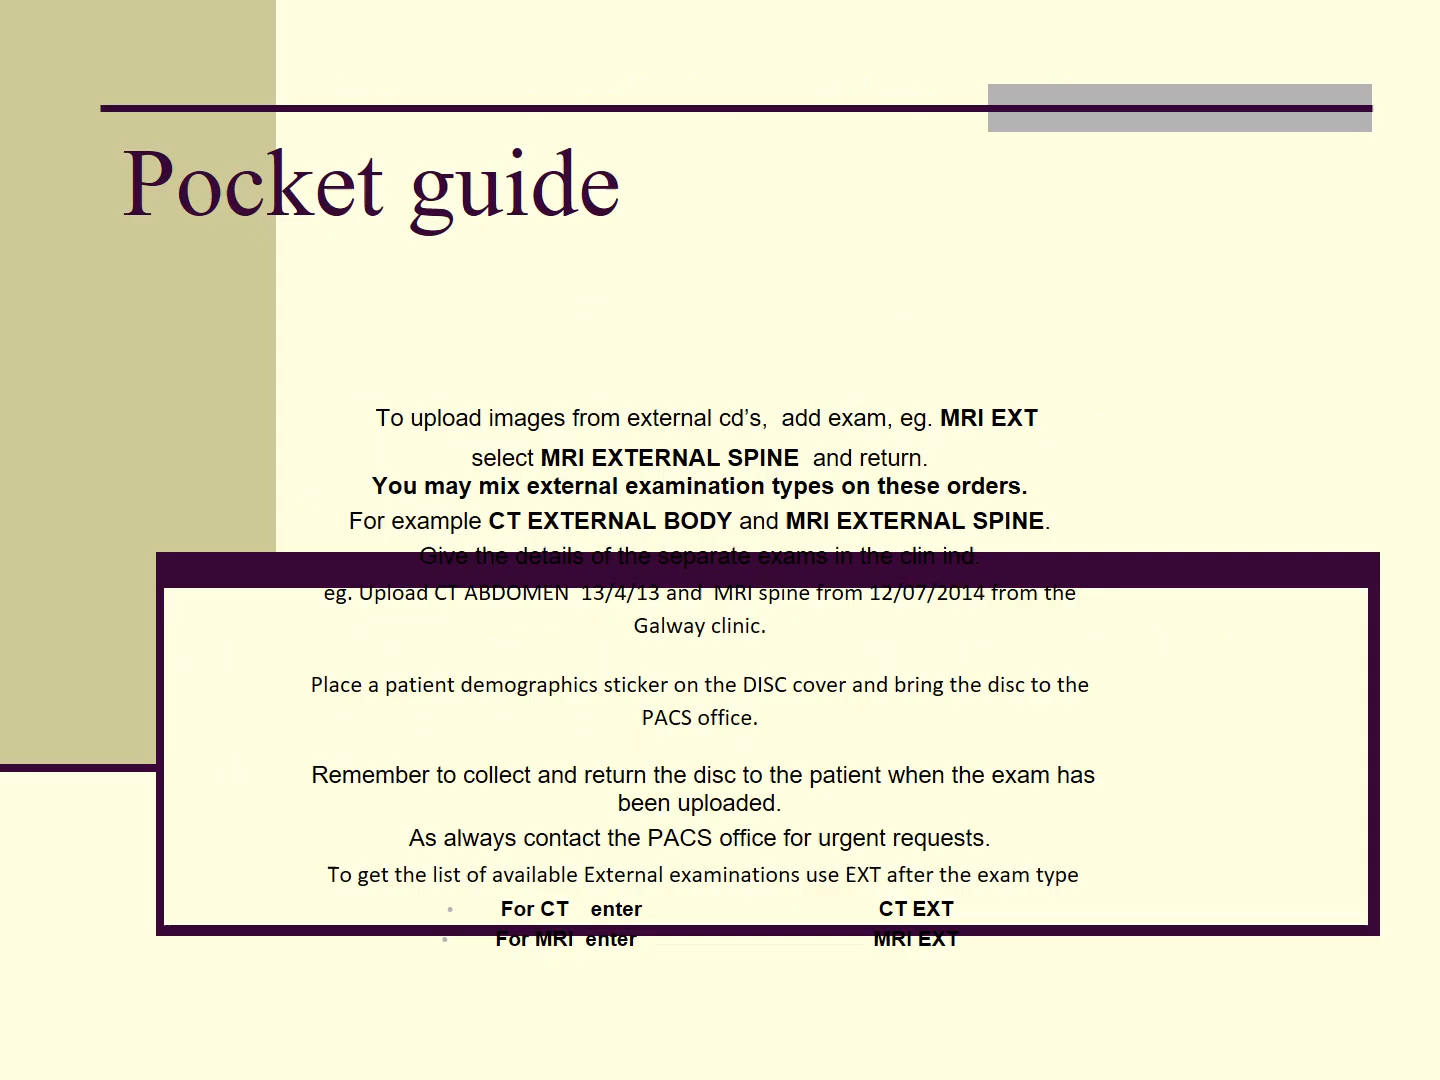 Pocket guide
To upload images from external cd’s,  add exam, eg. MRI EXT
select MRI EXTERNAL SPINE  and return.
You may mix external examination types on these orders.
For example CT EXTERNAL BODY and MRI EXTERNAL SPINE.
Give the details of the separate exams in the clin ind.
eg. Upload CT ABDOMEN  13/4/13 and  MRI spine from 12/07/2014 from the
Galway clinic.
Place a patient demographics sticker on the DISC cover and bring the disc to the
PACS office.
Remember to collect and return the disc to the patient when the exam has
been uploaded.
As always contact the PACS office for urgent requests.
To get the list of available External examinations use EXT after the exam type
• For CT enter CT EXT
• For MRI enter MRI EXT